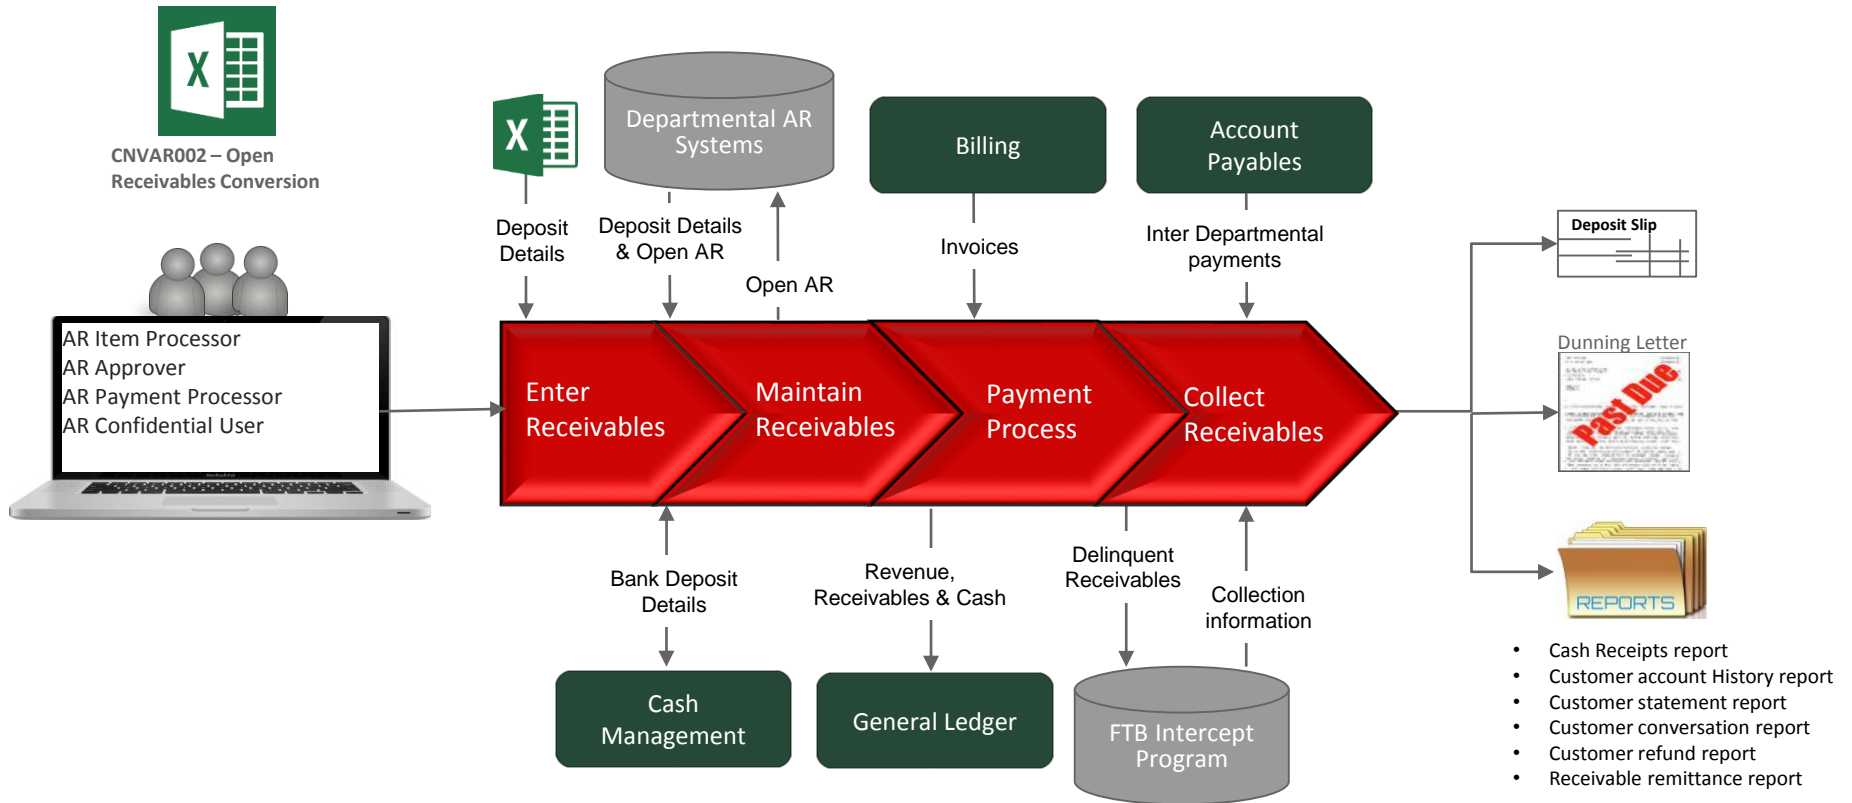 X
CNVAR002 – Open
Receivables Conversion
AR Item Processor
AR Approver
AR Payment Processor
AR Confidential User
X
Departmental AR
Systems
Billing
Account
Payables
Deposit
Details
Deposit Details
& Open AR
Open AR
Invoices
Inter Departmental
payments
Enter
Receivables
Maintain
Receivables
Payment
Process
Collect
Receivables
Bank Deposit
Details
Revenue,
Receivables & Cash
Delinquent
Receivables
Collection
information
Cash
Management
General Ledger
FTB Intercept
Program
Deposit Slip
Dunning Letter
Past Due
REPORTS
• Cash Receipts report
• Customer account History report
• Customer statement report
• Customer conversation report
• Customer refund report
• Receivable remittance report